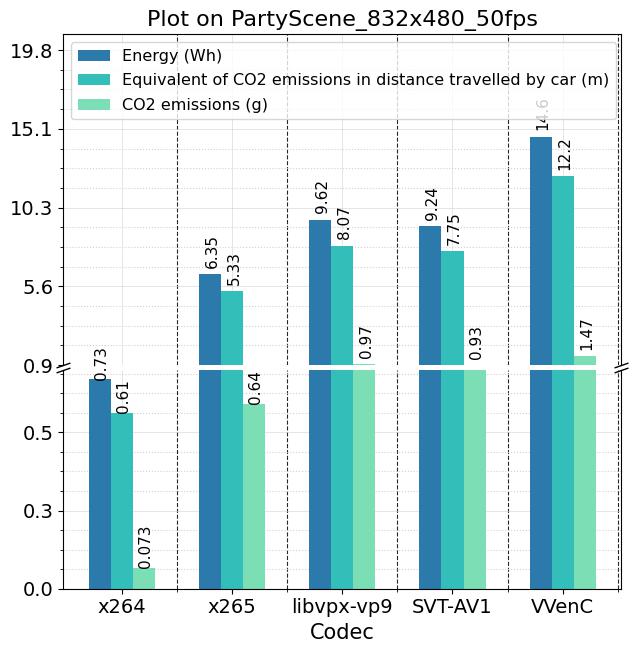 Plot on PartyScene_832x480_50fps
Energy (Wh)
Equivalent of CO2 emissions in distance travelled by car (m)
CO2 emissions (g)
19.8
15.1
10.3
5.6
0.9
0.5
0.3
0.0
0.73
0.61
0.073
6.35
5.33
0.64
9.62
8.07
0.97
9.24
7.75
0.93
14.6
12.2
1.47
x264
x265
libvpx-vp9
SVT-AV1
VVenC
Codec